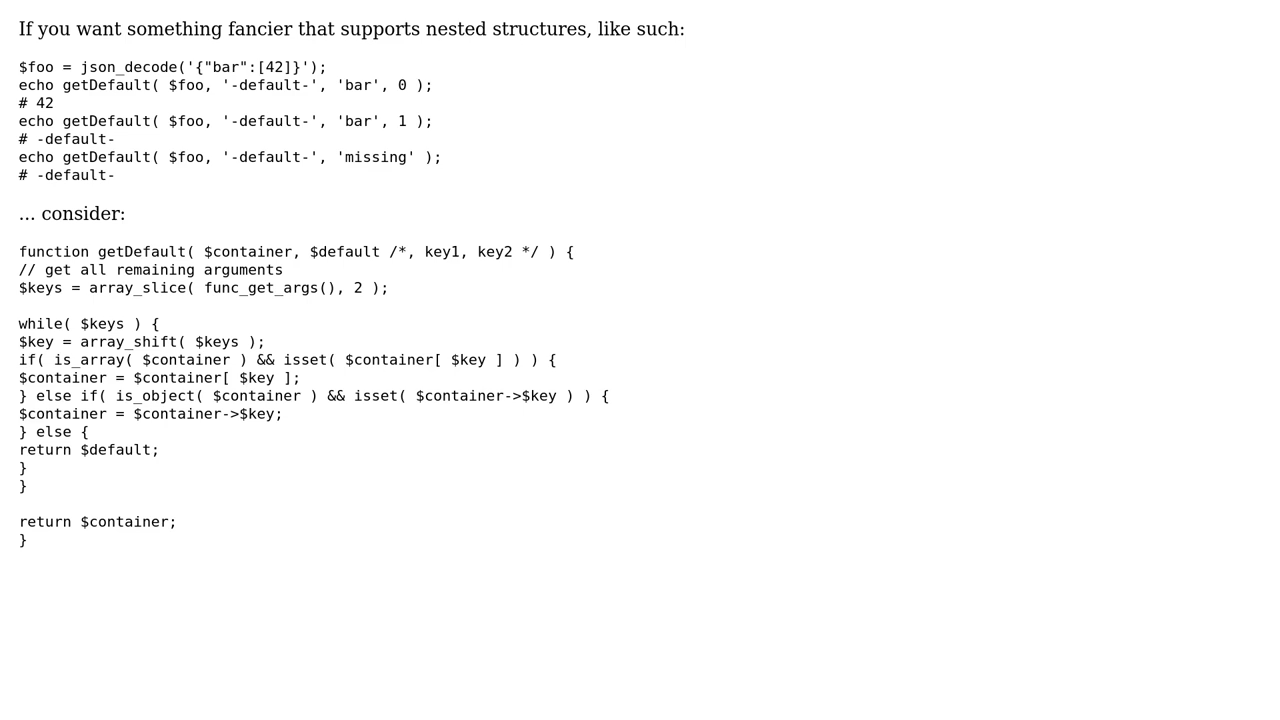 If you want something fancier that supports nested structures, like such:
$foo = json_decode('{"bar":[42]}');
echo getDefault( $foo, '-default-', 'bar', 0 );
# 42
echo getDefault( $foo, '-default-', 'bar', 1 );
# -default-
echo getDefault( $foo, '-default-', 'missing' );
# -default-
... consider:
function getDefault( $container, $default /*, key1, key2 */ ) {
// get all remaining arguments
$keys = array_slice( func_get_args(), 2 );
while( $keys ) {
$key = array_shift( $keys );
if( is_array( $container ) && isset( $container[ $key ] ) ) {
$container = $container[ $key ];
} else if( is_object( $container ) && isset( $container->$key ) ) {
$container = $container->$key;
} else {
return $default;
}
}
return $container;
}